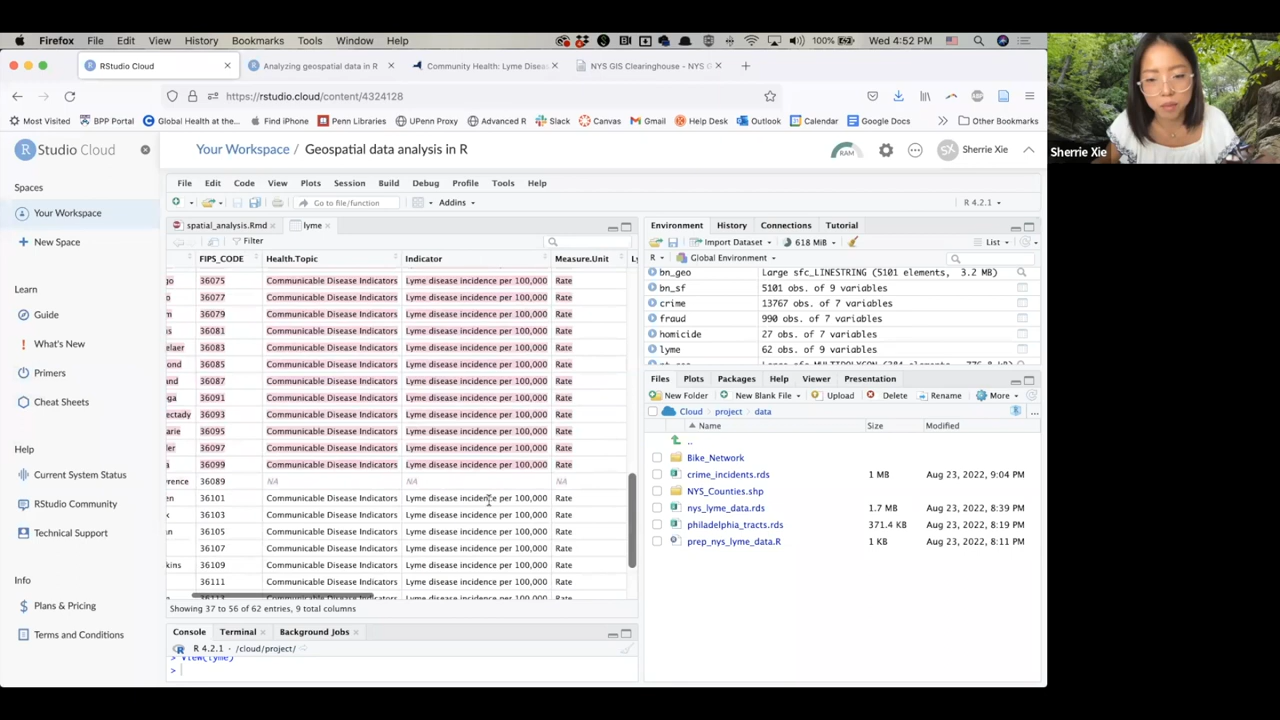 Firefox File Edit View History Bookmarks Tools Window Help 100% Wed 4:52 PM
RStudio Cloud Analyzing geospatial data in R Community Health: Lyme Diseas NYS GIS Clearinghouse - NYS G
https://rstudio.cloud/content/4324128
Most Visited BPP Portal Global Health at the... Find iPhone Penn Libraries UPenn Proxy Advanced R Slack Canvas Gmail Help Desk Outlook Calendar Google Docs Other Bookmarks
R Studio Cloud
Your Workspace / Geospatial data analysis in R
RAM
SX Sherrie Xie
Spaces
Your Workspace
New Space
Learn
Guide
What's New
Primers
Cheat Sheets
Help
Current System Status
RStudio Community
Technical Support
Info
Plans & Pricing
Terms and Conditions
File Edit Code View Plots Session Build Debug Profile Tools Help
Go to file/function Addins R 4.2.1
spatial_analysis.Rmd lyme
Filter
FIPS_CODE Health.Topic Indicator Measure.Unit Ly
go 36075 Communicable Disease Indicators Lyme disease incidence per 100,000 Rate
o 36077 Communicable Disease Indicators Lyme disease incidence per 100,000 Rate
m 36079 Communicable Disease Indicators Lyme disease incidence per 100,000 Rate
s 36081 Communicable Disease Indicators Lyme disease incidence per 100,000 Rate
elaer 36083 Communicable Disease Indicators Lyme disease incidence per 100,000 Rate
ond 36085 Communicable Disease Indicators Lyme disease incidence per 100,000 Rate
and 36087 Communicable Disease Indicators Lyme disease incidence per 100,000 Rate
ga 36091 Communicable Disease Indicators Lyme disease incidence per 100,000 Rate
ectady 36093 Communicable Disease Indicators Lyme disease incidence per 100,000 Rate
arie 36095 Communicable Disease Indicators Lyme disease incidence per 100,000 Rate
ler 36097 Communicable Disease Indicators Lyme disease incidence per 100,000 Rate
a 36099 Communicable Disease Indicators Lyme disease incidence per 100,000 Rate
wrence 36089 NA NA NA
en 36101 Communicable Disease Indicators Lyme disease incidence per 100,000 Rate
k 36103 Communicable Disease Indicators Lyme disease incidence per 100,000 Rate
an 36105 Communicable Disease Indicators Lyme disease incidence per 100,000 Rate
36107 Communicable Disease Indicators Lyme disease incidence per 100,000 Rate
kins 36109 Communicable Disease Indicators Lyme disease incidence per 100,000 Rate
36111 Communicable Disease Indicators Lyme disease incidence per 100,000 Rate
Showing 37 to 56 of 62 entries, 9 total columns
Console Terminal Background Jobs
R 4.2.1 · /cloud/project/
> View(lyme)
>
Environment History Connections Tutorial
Import Dataset 618 MiB List
R Global Environment
bn_geo Large sfc_LINESTRING (5101 elements, 3.2 MB)
bn_sf 5101 obs. of 9 variables
crime 13767 obs. of 7 variables
fraud 990 obs. of 7 variables
homicide 27 obs. of 7 variables
lyme 62 obs. of 9 variables
Files Plots Packages Help Viewer Presentation
New Folder New Blank File Upload Delete Rename More
Cloud project data
Name Size Modified
..
Bike_Network
crime_incidents.rds 1 MB Aug 23, 2022, 9:04 PM
NYS_Counties.shp
nys_lyme_data.rds 1.7 MB Aug 23, 2022, 8:39 PM
philadelphia_tracts.rds 371.4 KB Aug 23, 2022, 8:19 PM
prep_nys_lyme_data.R 1 KB Aug 23, 2022, 8:11 PM
Sherrie Xie